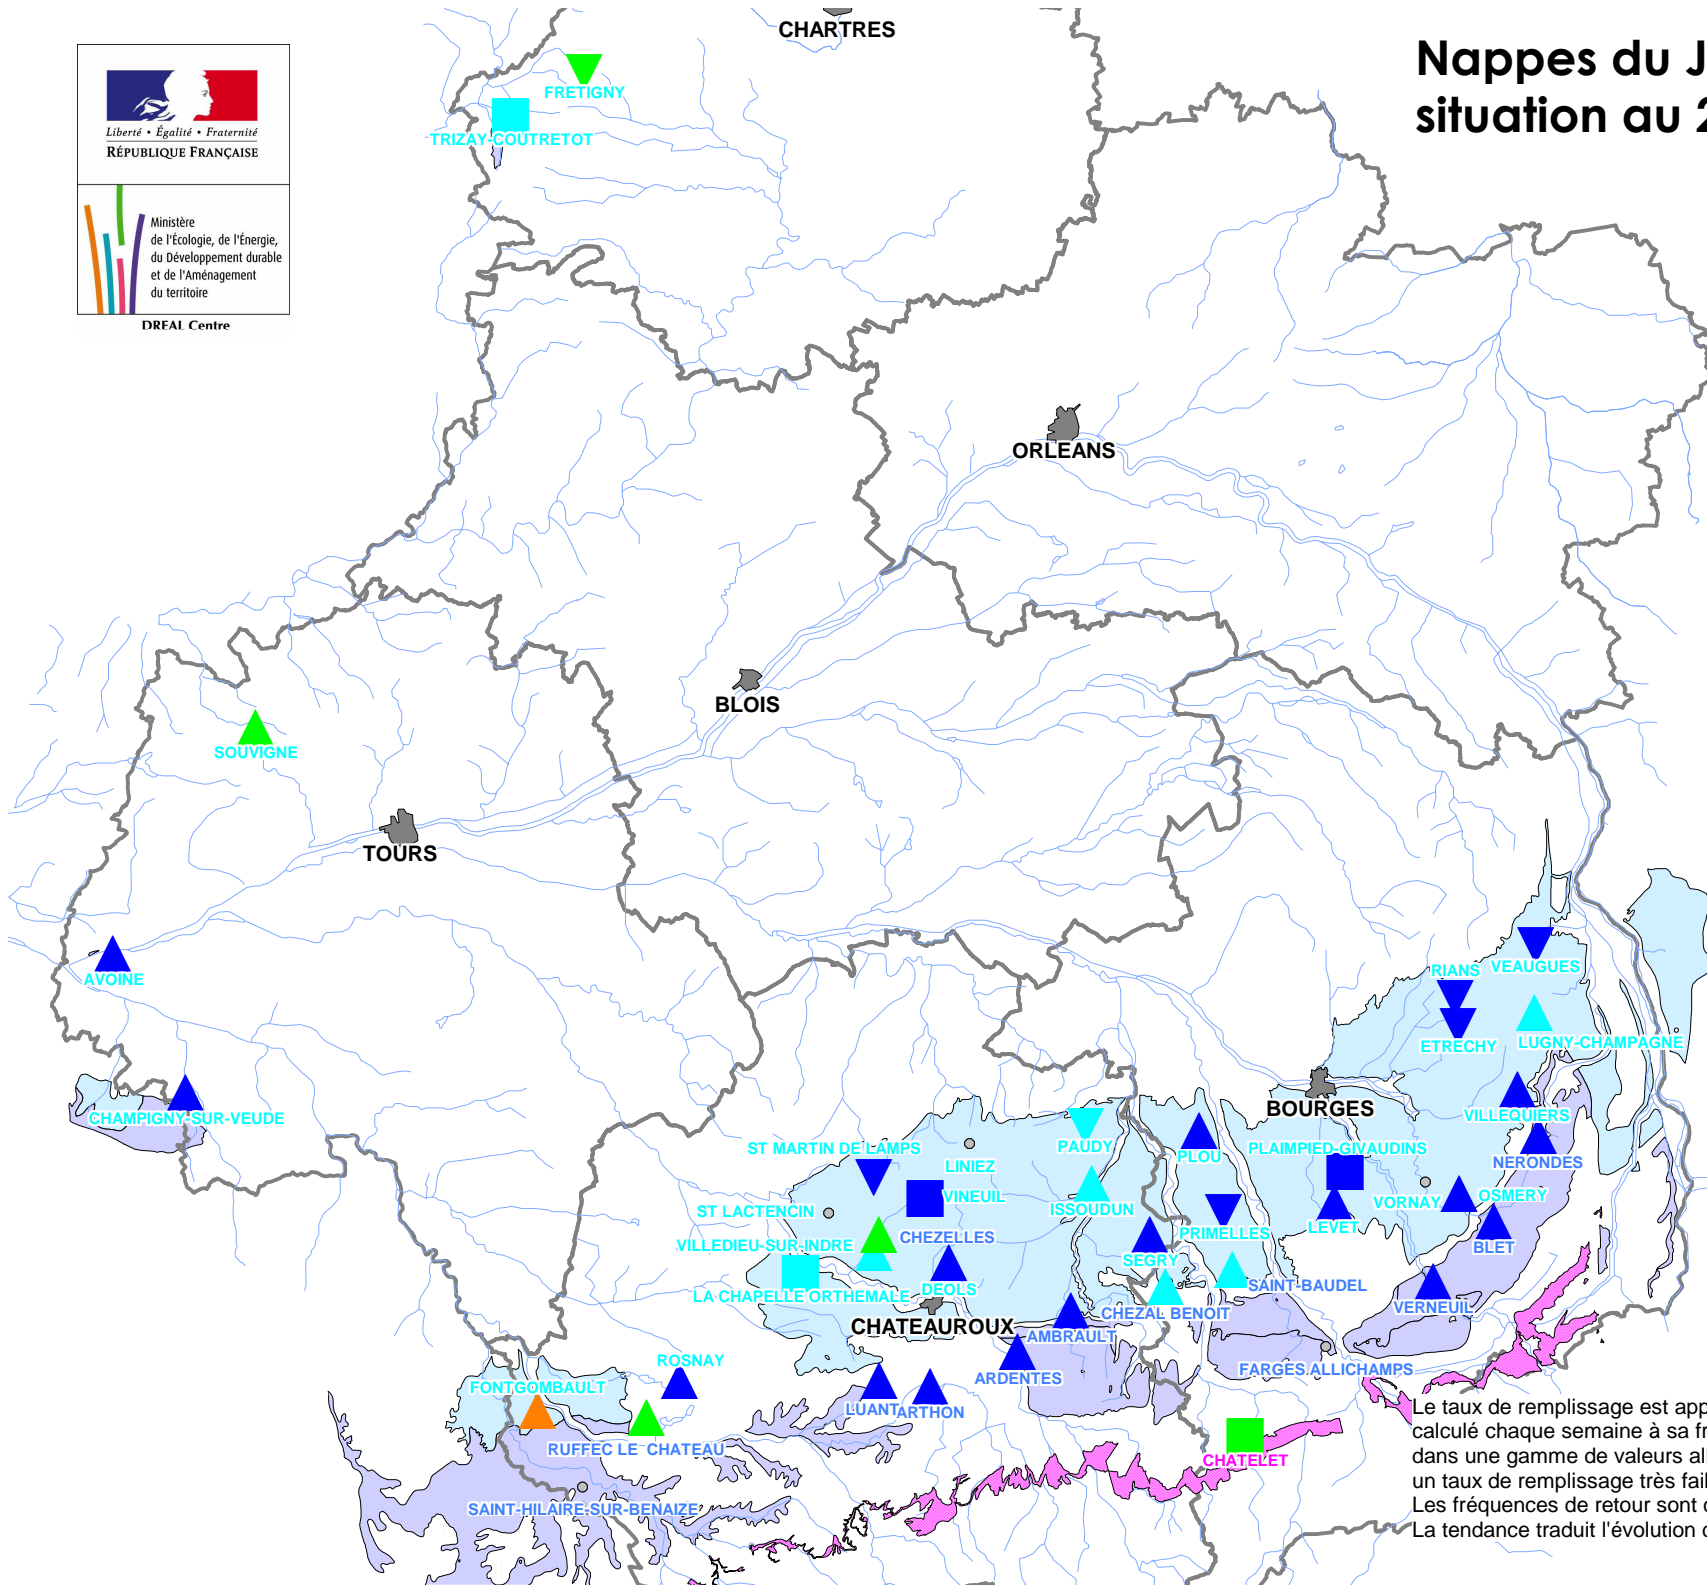 CHARTRES
Nappes du J
situation au 2
FRETIGNY
TRIZAY-COUTRETOT
Liberté • Égalité • Fraternité
RÉPUBLIQUE FRANÇAISE
Ministère
de l'Écologie, de l'Énergie,
du Développement durable
et de l'Aménagement
du territoire
DREAL Centre
ORLEANS
BLOIS
SOUVIGNE
TOURS
AVOINE
RIANS
VEAUGUES
ETRECHY
LUGNY-CHAMPAGNE
CHAMPIGNY-SUR-VEUDE
BOURGES
VILLEQUIERS
ST MARTIN DE LAMPS
PAUDY
PLOU
PLAIMPIED-GIVAUDINS
NERONDES
LINIEZ
VINEUIL
ST LACTENCIN
ISSOUDUN
VORNAY
OSMERY
CHEZELLES
PRIMELLES
LEVET
VILLEDIEU-SUR-INDRE
SEGRY
BLET
LA CHAPELLE ORTHEMALE
DEOLS
SAINT-BAUDEL
CHEZAL BENOIT
VERNEUIL
CHATEAUROUX
AMBRAULT
ROSNAY
ARDENTES
FARGES ALLICHAMPS
FONTGOMBAULT
LUANT
ARTHON
RUFFEC LE CHATEAU
CHATELET
SAINT-HILAIRE-SUR-BENAIZE
Le taux de remplissage est app
calculé chaque semaine à sa fr
dans une gamme de valeurs all
un taux de remplissage très fail
Les fréquences de retour sont c
La tendance traduit l'évolution d